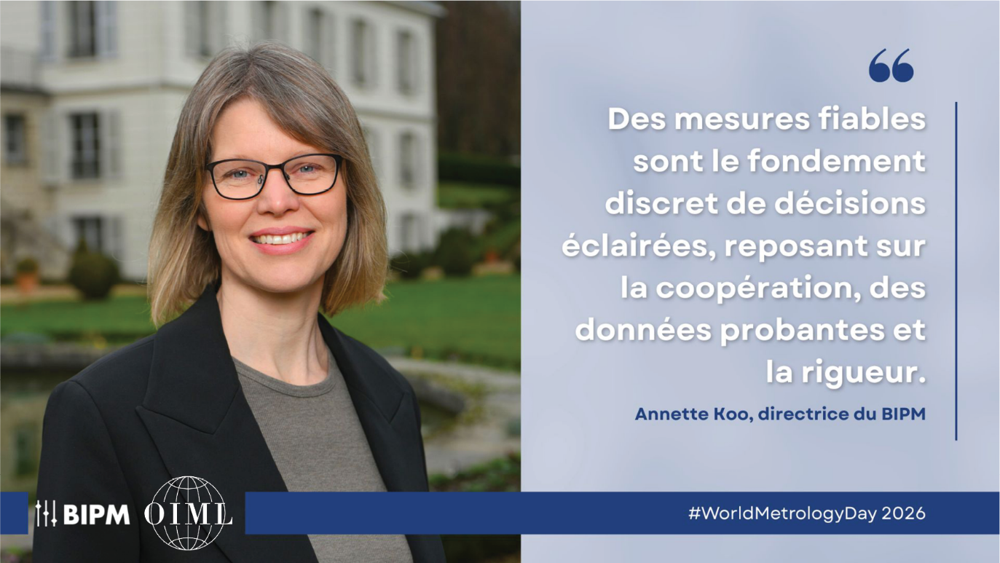 Des mesures fiables
sont le fondement
discret de décisions
éclairées, reposant sur
la coopération, des
données probantes et
la rigueur.
Annette Koo, directrice du BIPM
BIPM
OIML
#WorldMetrologyDay 2026